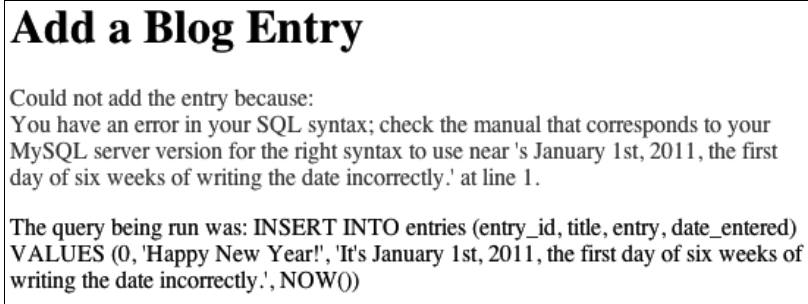 Add a Blog Entry
Could not add the entry because:
You have an error in your SQL syntax; check the manual that corresponds to your
MySQL server version for the right syntax to use near 's January 1st, 2011, the first
day of six weeks of writing the date incorrectly.' at line 1.
The query being run was: INSERT INTO entries (entry_id, title, entry, date_entered)
VALUES (0, 'Happy New Year!', 'It's January 1st, 2011, the first day of six weeks of
writing the date incorrectly.', NOW())